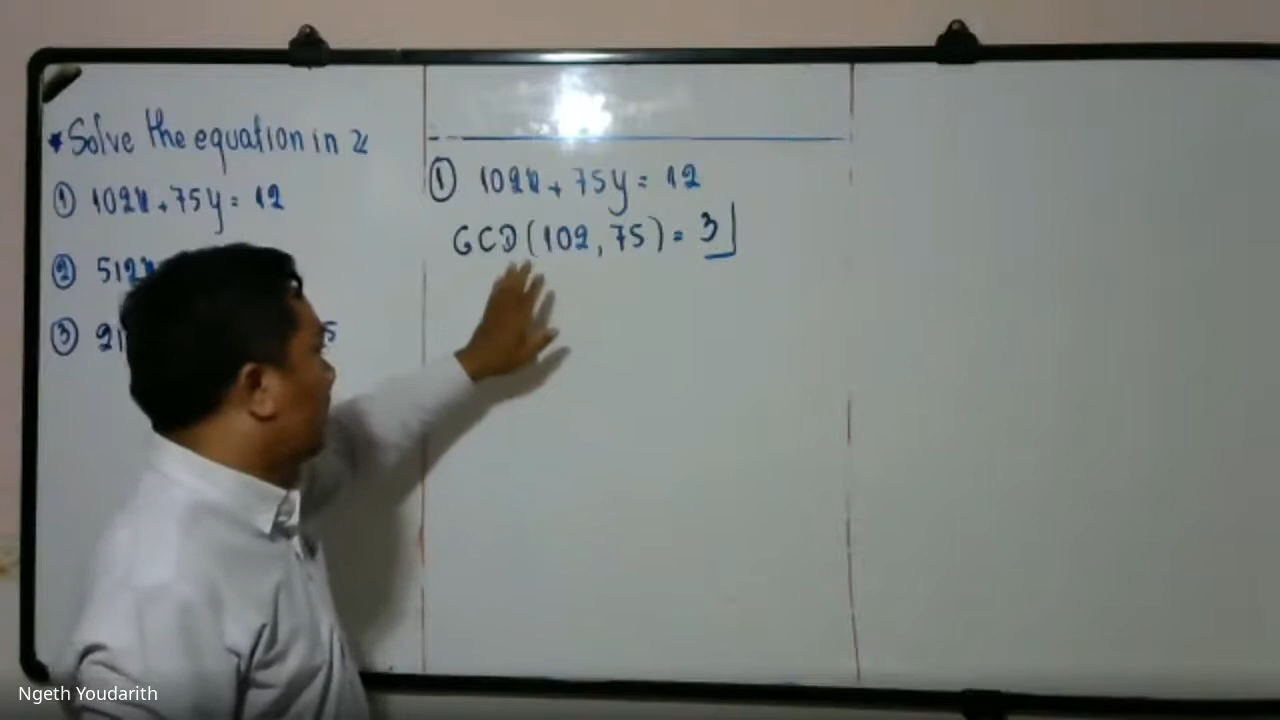 * Solve the equation in ℤ
① 102x + 75y = 12
② 512x
③ 21
① 102x + 75y = 12
GCD(102, 75) = 3
Ngeth Youdarith